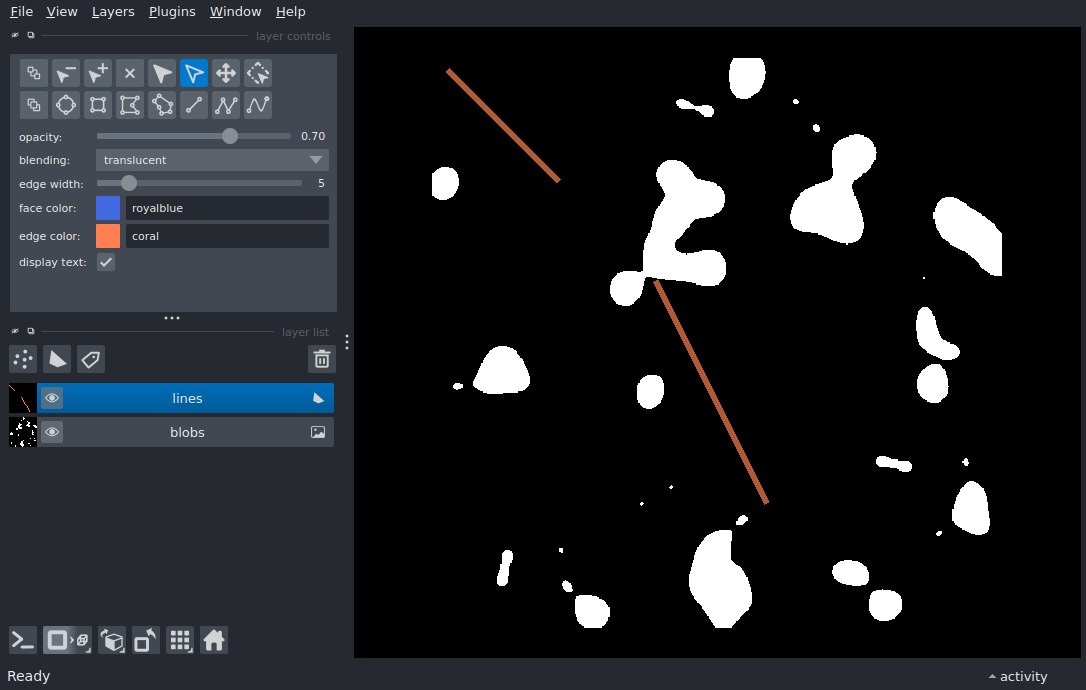 File View Layers Plugins Window Help
layer controls
opacity: 0.70
blending: translucent
edge width: 5
face color: royalblue
edge color: coral
display text:
layer list
lines
blobs
Ready
activity